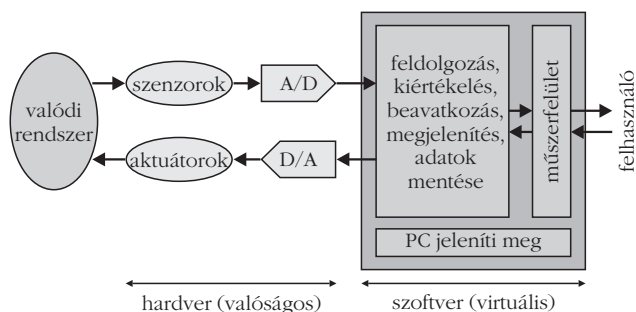 valódi
rendszer
szenzorok
A/D
aktuátorok
D/A
feldolgozás,
kiértékelés,
beavatkozás,
megjelenítés,
adatok
mentése
műszerfelület
felhasználó
PC jeleníti meg
hardver (valóságos)
szoftver (virtuális)